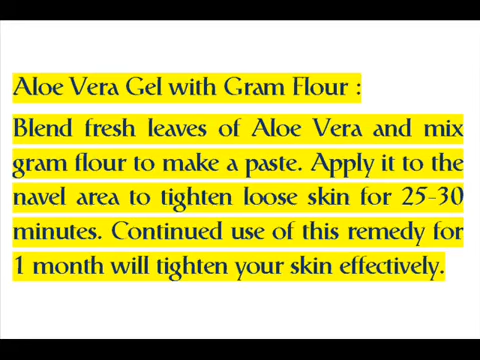 Aloe Vera Gel with Gram Flour :
Blend fresh leaves of Aloe Vera and mix
gram flour to make a paste. Apply it to the
navel area to tighten loose skin for 25-30
minutes. Continued use of this remedy for
1 month will tighten your skin effectively.